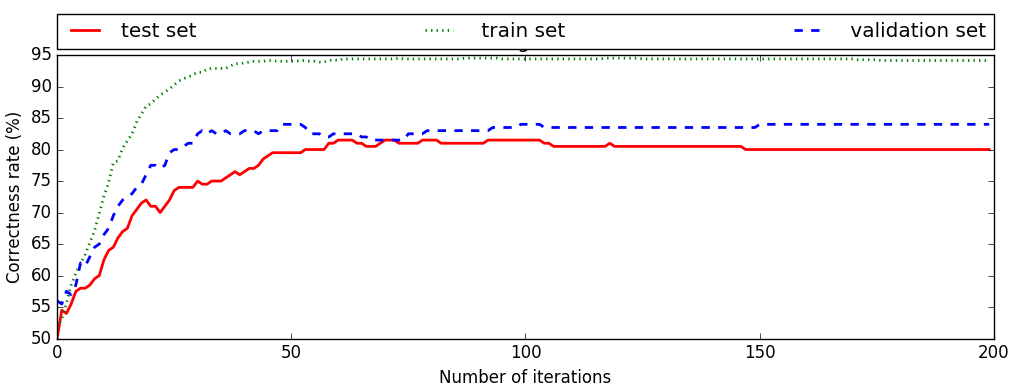 test set train set validation set
95
90
85
80
75
70
65
60
55
50
Correctness rate (%)
0 50 100 150 200
Number of iterations